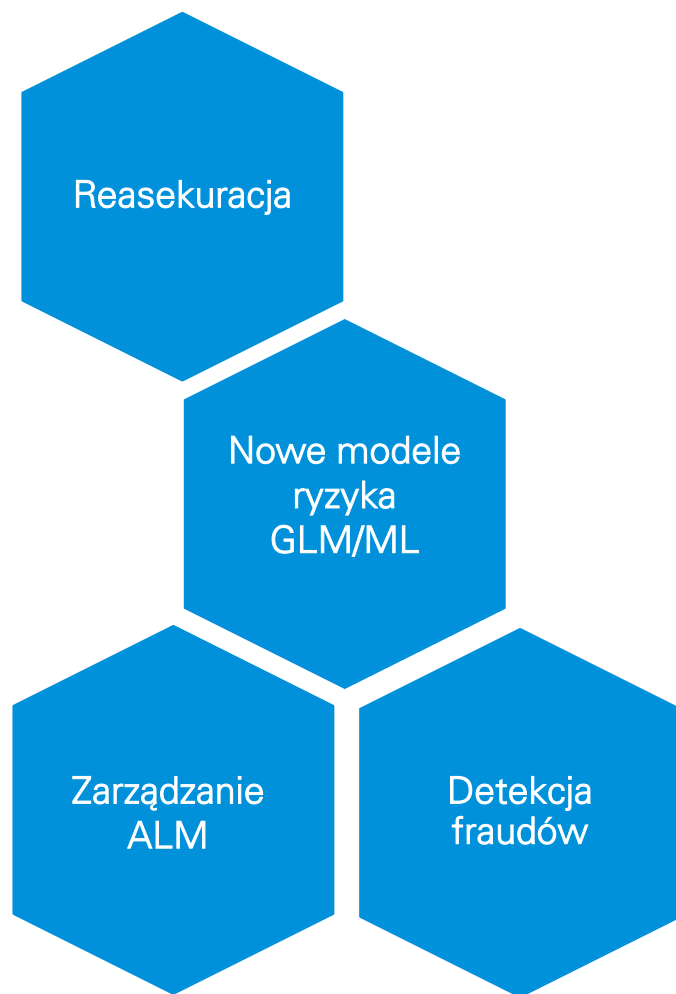 Reasekuracja
Nowe modele
ryzyka
GLM/ML
Zarządzanie
ALM
Detekcja
fraudów